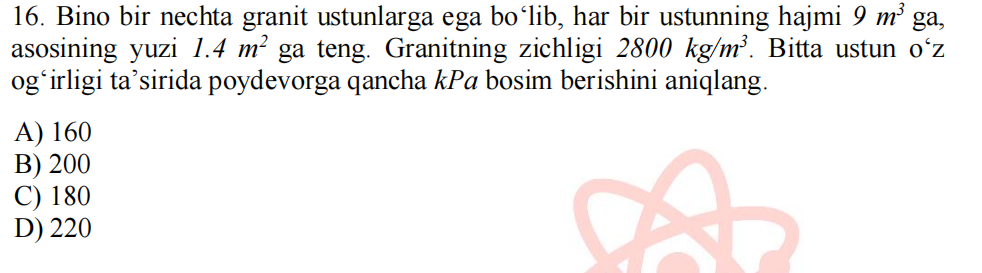 16. Bino bir nechta granit ustunlarga ega bo‘lib, har bir ustunning hajmi 9 m³ ga,
asosining yuzi 1.4 m² ga teng. Granitning zichligi 2800 kg/m³. Bitta ustun o‘z
og‘irligi ta’sirida poydevorga qancha kPa bosim berishini aniqlang.
A) 160
B) 200
C) 180
D) 220